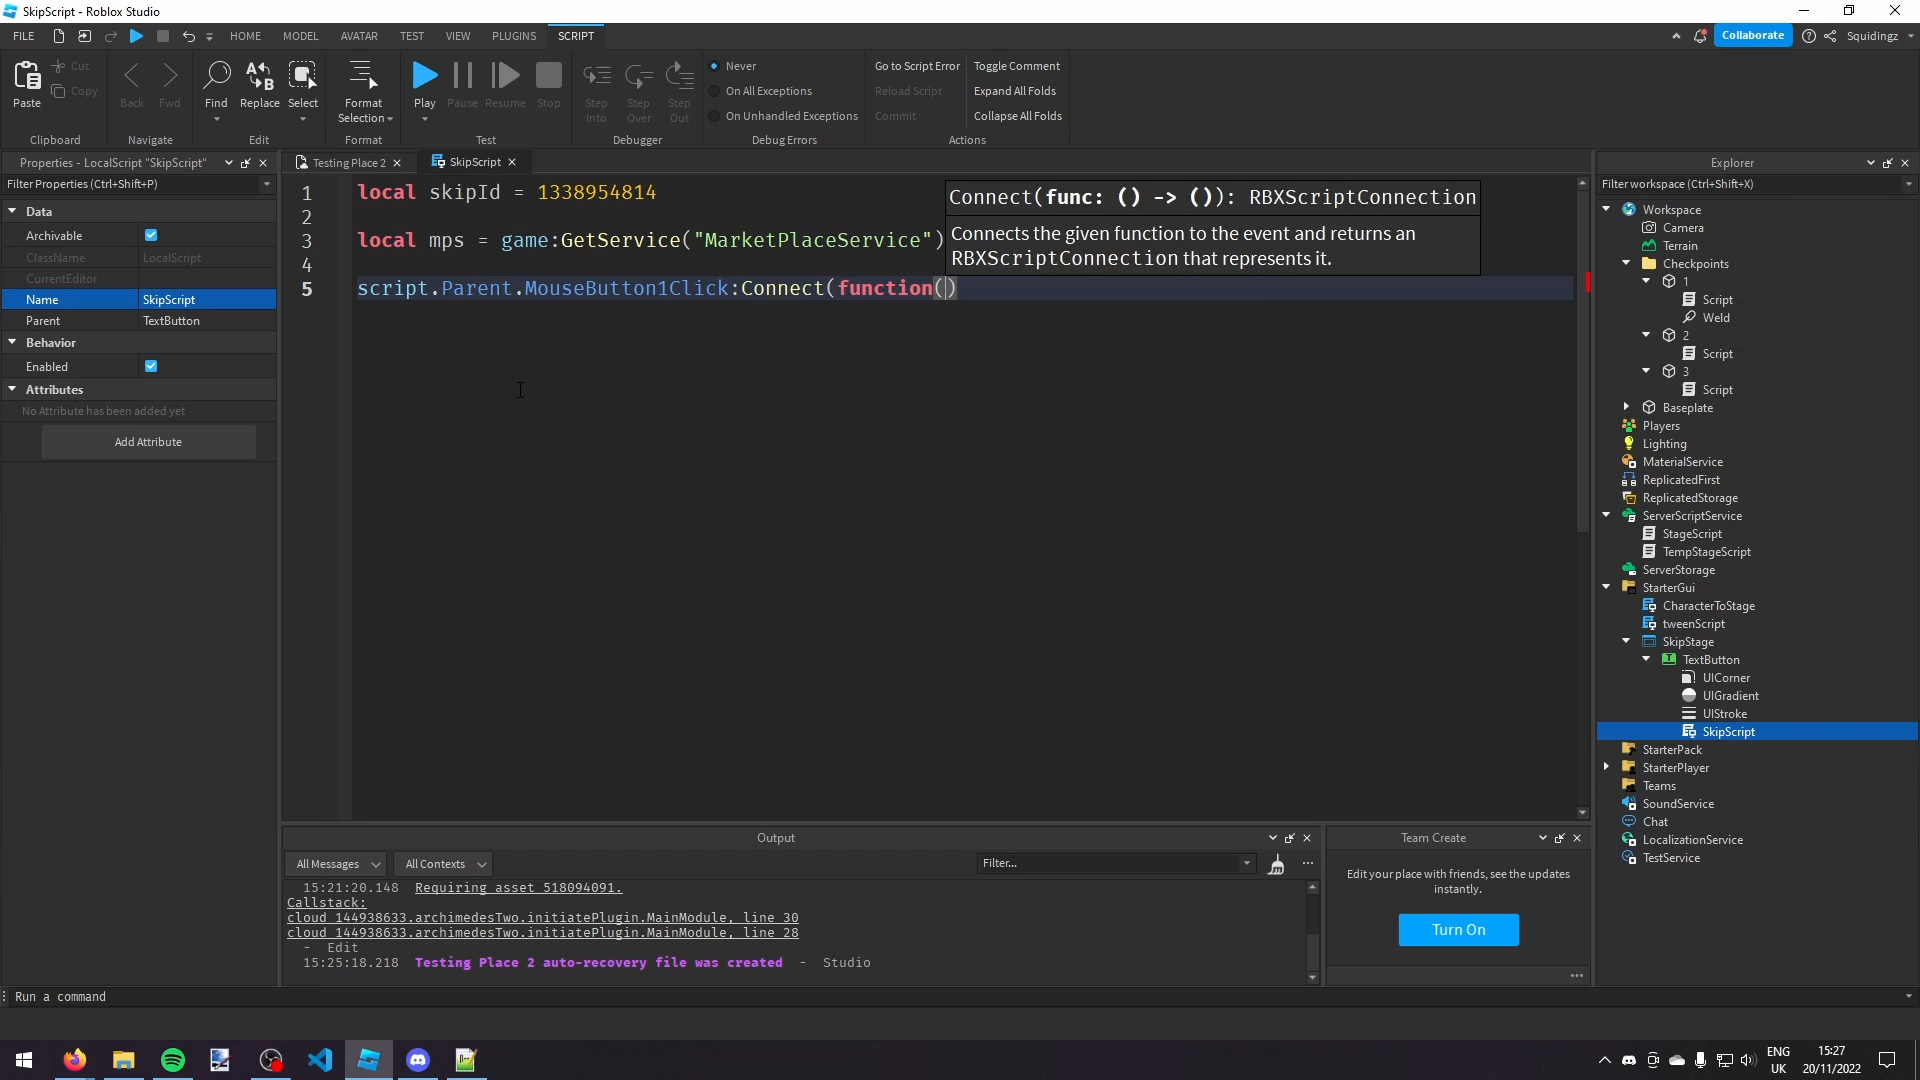 SkipScript - Roblox Studio
FILE HOME MODEL AVATAR TEST VIEW PLUGINS SCRIPT Collaborate Squidingz
Cut
Copy
Paste
Back Fwd
Find Replace Select
Format
Selection
Play Pause Resume Stop
Step
Into
Step
Over
Step
Out
Never
On All Exceptions
On Unhandled Exceptions
Go to Script Error
Reload Script
Commit
Toggle Comment
Expand All Folds
Collapse All Folds
Clipboard Navigate Edit Format Test Debugger Debug Errors Actions
Properties - LocalScript "SkipScript"
Filter Properties (Ctrl+Shift+P)
Data
Archivable
ClassName LocalScript
CurrentEditor
Name SkipScript
Parent TextButton
Behavior
Enabled
Attributes
No Attribute has been added yet
Add Attribute
Testing Place 2
SkipScript
1 local skipId = 1338954814
2
3 local mps = game:GetService("MarketPlaceService")
4
5 script.Parent.MouseButton1Click:Connect(function()
Connect(func: () -> ()): RBXScriptConnection
Connects the given function to the event and returns an
RBXScriptConnection that represents it.
Output
All Messages All Contexts Filter...
15:21:20.148 Requiring asset 518094091.
Callstack:
cloud_144938633.archimedesTwo.initiatePlugin.MainModule, line 30
cloud_144938633.archimedesTwo.initiatePlugin.MainModule, line 28
- Edit
15:25:18.218 Testing Place 2 auto-recovery file was created - Studio
Team Create
Edit your place with friends, see the updates
instantly.
Turn On
Explorer
Filter workspace (Ctrl+Shift+X)
Workspace
Camera
Terrain
Checkpoints
1
Script
Weld
2
Script
3
Script
Baseplate
Players
Lighting
MaterialService
ReplicatedFirst
ReplicatedStorage
ServerScriptService
StageScript
TempStageScript
ServerStorage
StarterGui
CharacterToStage
tweenScript
SkipStage
TextButton
UICorner
UIGradient
UIStroke
SkipScript
StarterPack
StarterPlayer
Teams
SoundService
Chat
LocalizationService
TestService
Run a command
ENG
UK
15:27
20/11/2022